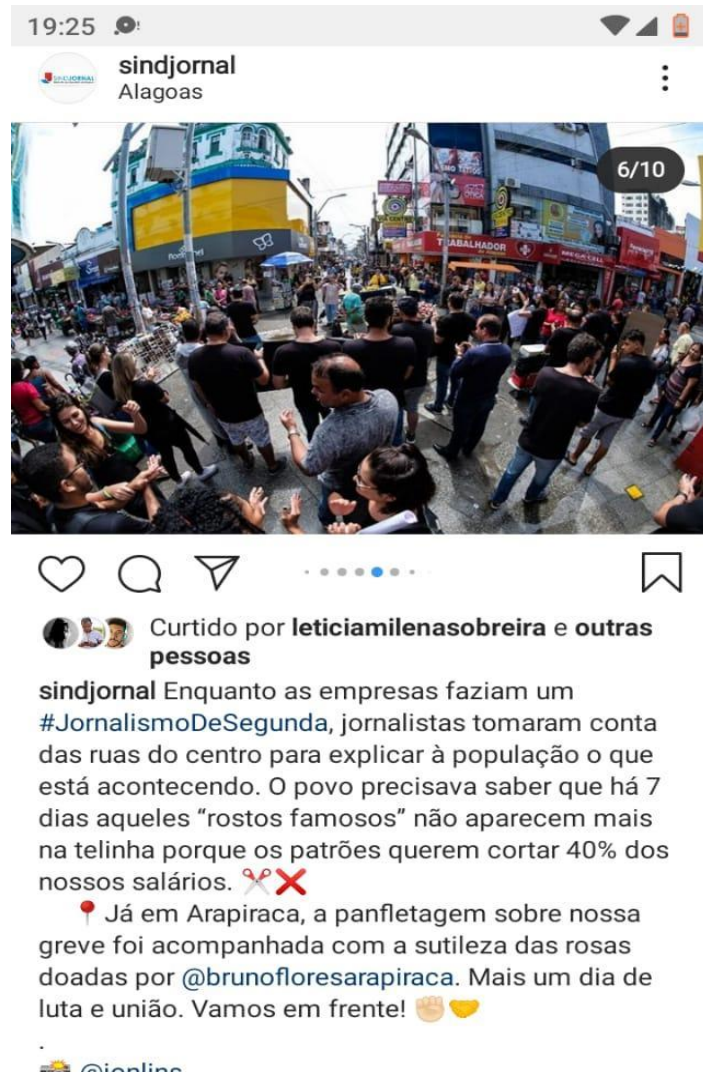 19:25
SINDJORNAL
sindjornal
Alagoas
6/10
TRABALHADOR
Curtido por leticiamilenasobreira e outras
pessoas
sindjornal Enquanto as empresas faziam um
#JornalismoDeSegunda, jornalistas tomaram conta
das ruas do centro para explicar à população o que
está acontecendo. O povo precisava saber que há 7
dias aqueles “rostos famosos” não aparecem mais
na telinha porque os patrões querem cortar 40% dos
nossos salários. ✂️❌
📍 Já em Arapiraca, a panfletagem sobre nossa
greve foi acompanhada com a sutileza das rosas
doadas por @brunofloresarapiraca. Mais um dia de
luta e união. Vamos em frente! ✊🏻🤝
.
📸 @jonlins